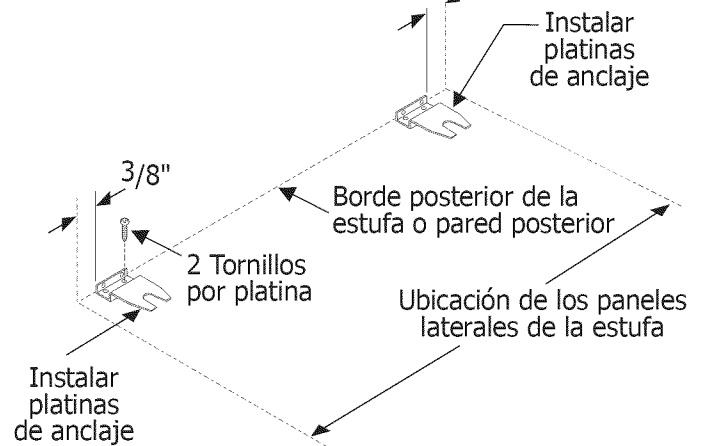 Instalar
platinas
de anclaje
3/8"
Borde posterior de la
estufa o pared posterior
2 Tornillos
por platina
Ubicación de los paneles
laterales de la estufa
Instalar
platinas
de anclaje